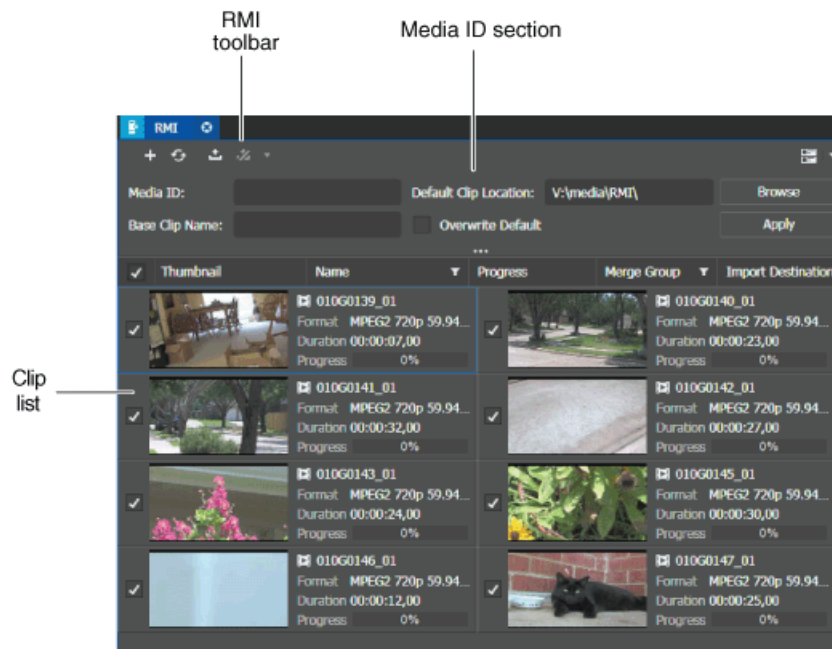 RMI
toolbar
Media ID section
RMI
Media ID:
Default Clip Location: V:\media\RMI\ Browse
Base Clip Name:
Overwrite Default Apply
Thumbnail Name Progress Merge Group Import Destination
010G0139_01
Format MPEG2 720p 59.94...
Duration 00:00:07,00
Progress 0%
010G0140_01
Format MPEG2 720p 59.94...
Duration 00:00:23,00
Progress 0%
Clip
list
010G0141_01
Format MPEG2 720p 59.94...
Duration 00:00:32,00
Progress 0%
010G0142_01
Format MPEG2 720p 59.94...
Duration 00:00:27,00
Progress 0%
010G0143_01
Format MPEG2 720p 59.94...
Duration 00:00:24,00
Progress 0%
010G0145_01
Format MPEG2 720p 59.94...
Duration 00:00:30,00
Progress 0%
010G0146_01
Format MPEG2 720p 59.94...
Duration 00:00:12,00
Progress 0%
010G0147_01
Format MPEG2 720p 59.94...
Duration 00:00:25,00
Progress 0%